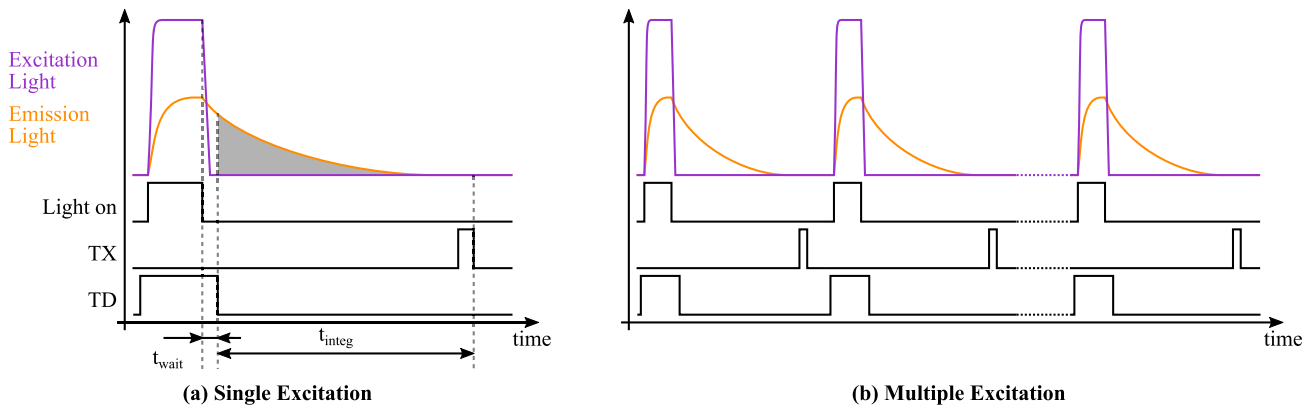 Excitation
Light
Emission
Light
Light on
TX
TD
time
t_wait
t_integ
(a) Single Excitation
time
(b) Multiple Excitation